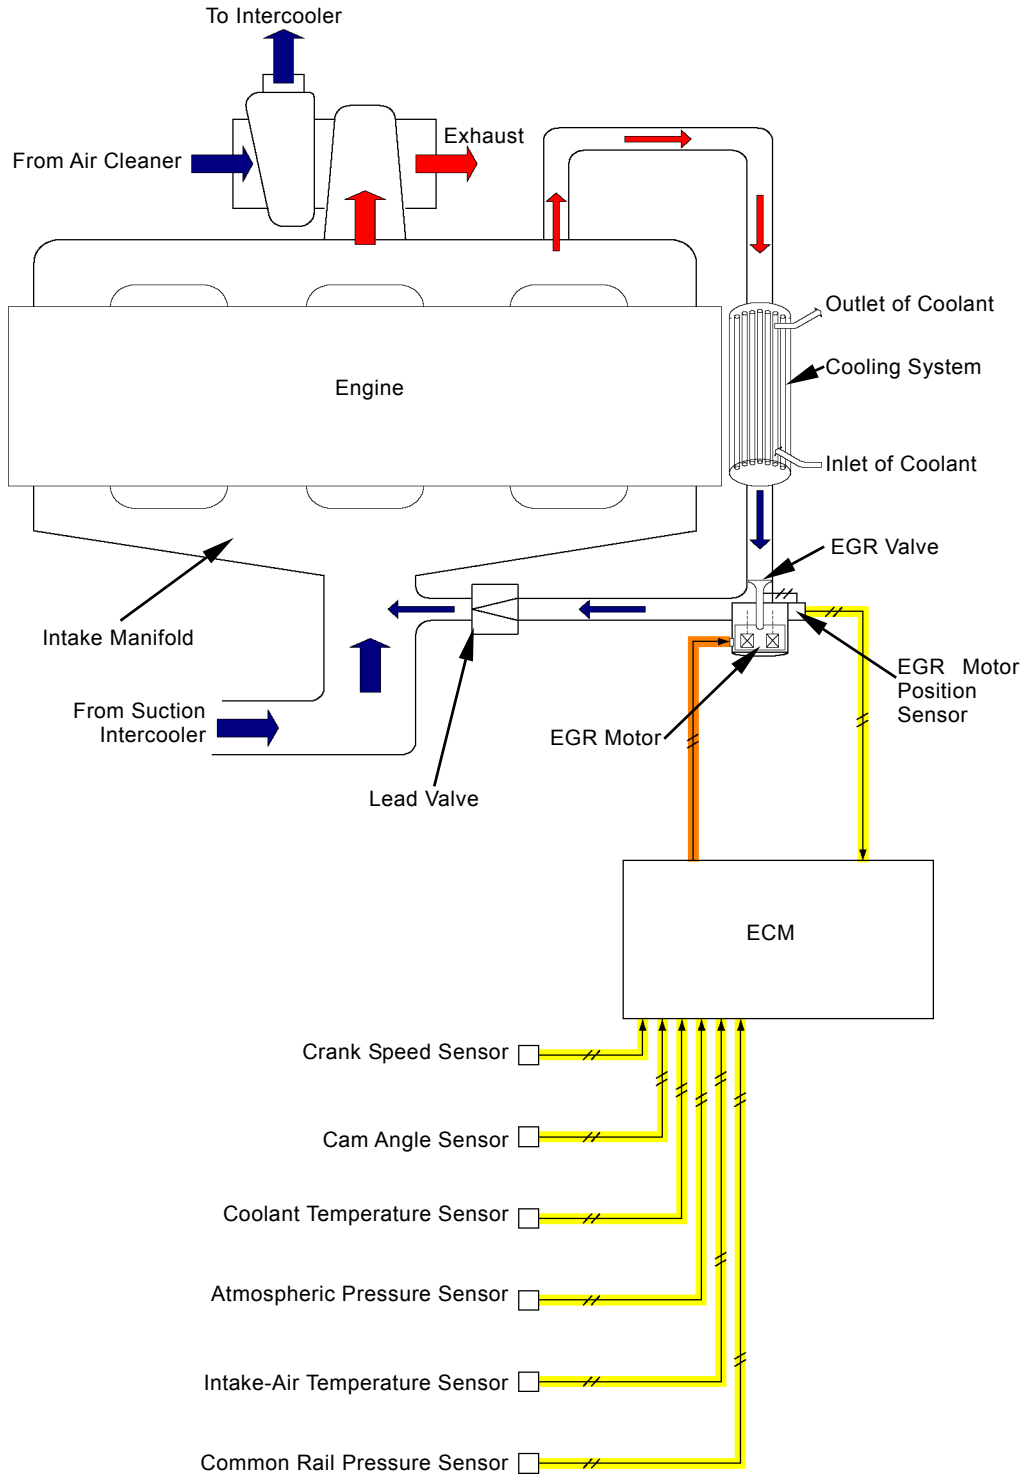 To Intercooler
From Air Cleaner
Exhaust
Outlet of Coolant
Cooling System
Engine
Inlet of Coolant
EGR Valve
Intake Manifold
EGR Motor
Position
Sensor
From Suction
Intercooler
EGR Motor
Lead Valve
ECM
Crank Speed Sensor
Cam Angle Sensor
Coolant Temperature Sensor
Atmospheric Pressure Sensor
Intake-Air Temperature Sensor
Common Rail Pressure Sensor